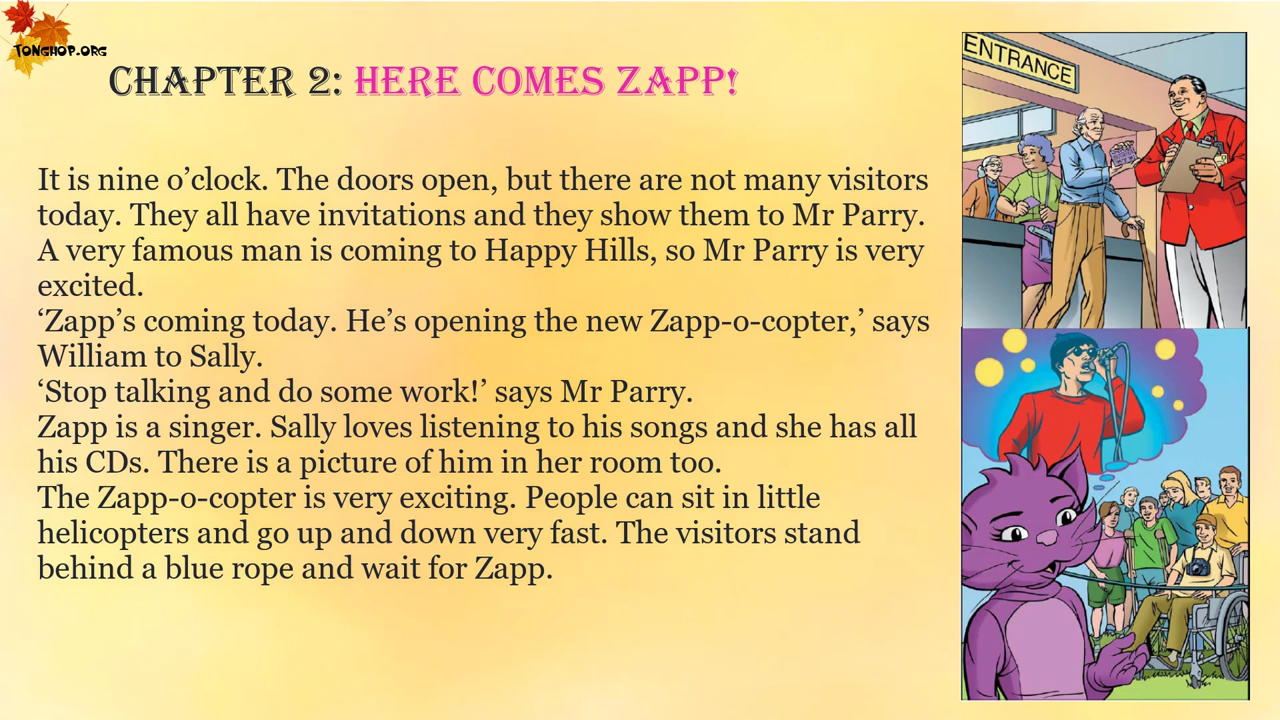 TONGHOP.ORG
CHAPTER 2: HERE COMES ZAPP!
It is nine o’clock. The doors open, but there are not many visitors
today. They all have invitations and they show them to Mr Parry.
A very famous man is coming to Happy Hills, so Mr Parry is very
excited.
‘Zapp’s coming today. He’s opening the new Zapp-o-copter,’ says
William to Sally.
‘Stop talking and do some work!’ says Mr Parry.
Zapp is a singer. Sally loves listening to his songs and she has all
his CDs. There is a picture of him in her room too.
The Zapp-o-copter is very exciting. People can sit in little
helicopters and go up and down very fast. The visitors stand
behind a blue rope and wait for Zapp.
ENTRANCE